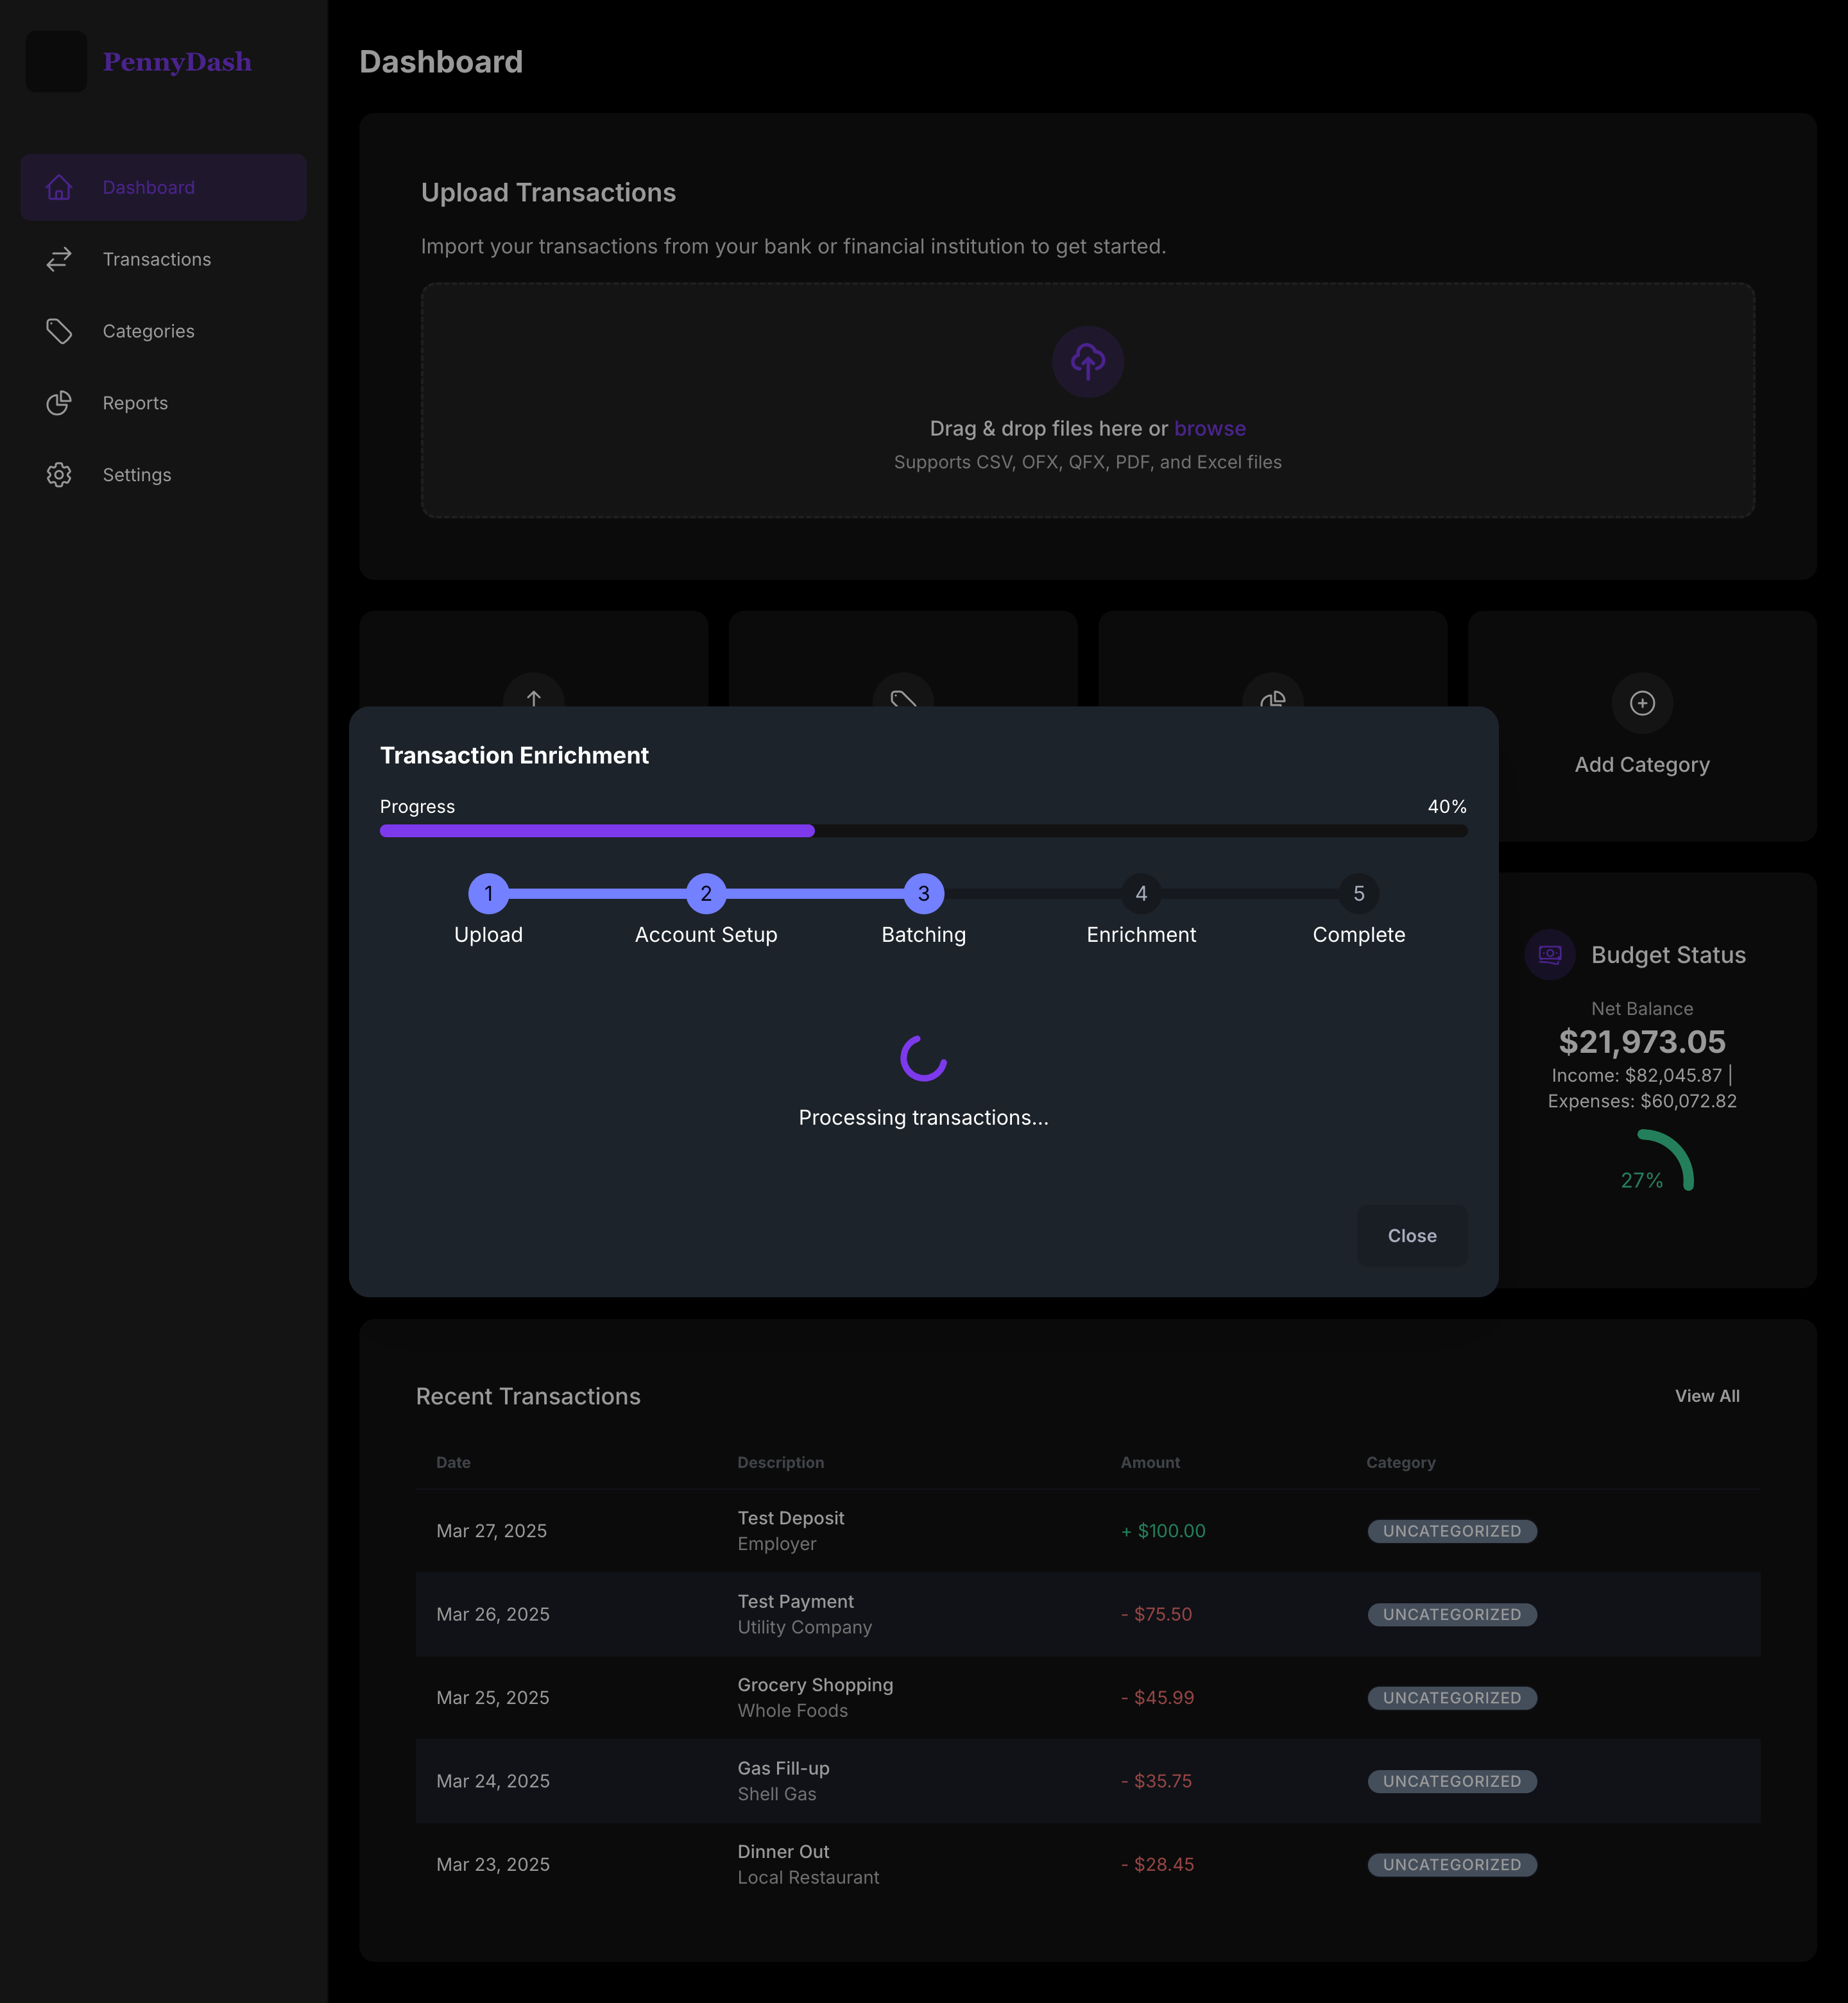 PennyDash
Dashboard
Transactions
Categories
Reports
Settings
Dashboard
Upload Transactions
Import your transactions from your bank or financial institution to get started.
Drag & drop files here or browse
Supports CSV, OFX, QFX, PDF, and Excel files
Add Category
Transaction Enrichment
Progress
40%
1
2
3
4
5
Upload
Account Setup
Batching
Enrichment
Complete
Processing transactions...
Close
Budget Status
Net Balance
$21,973.05
Income: $82,045.87 |
Expenses: $60,072.82
27%
Recent Transactions
View All
Date Description Amount Category
Mar 27, 2025
Test Deposit
Employer
+ $100.00
UNCATEGORIZED
Mar 26, 2025
Test Payment
Utility Company
- $75.50
UNCATEGORIZED
Mar 25, 2025
Grocery Shopping
Whole Foods
- $45.99
UNCATEGORIZED
Mar 24, 2025
Gas Fill-up
Shell Gas
- $35.75
UNCATEGORIZED
Mar 23, 2025
Dinner Out
Local Restaurant
- $28.45
UNCATEGORIZED